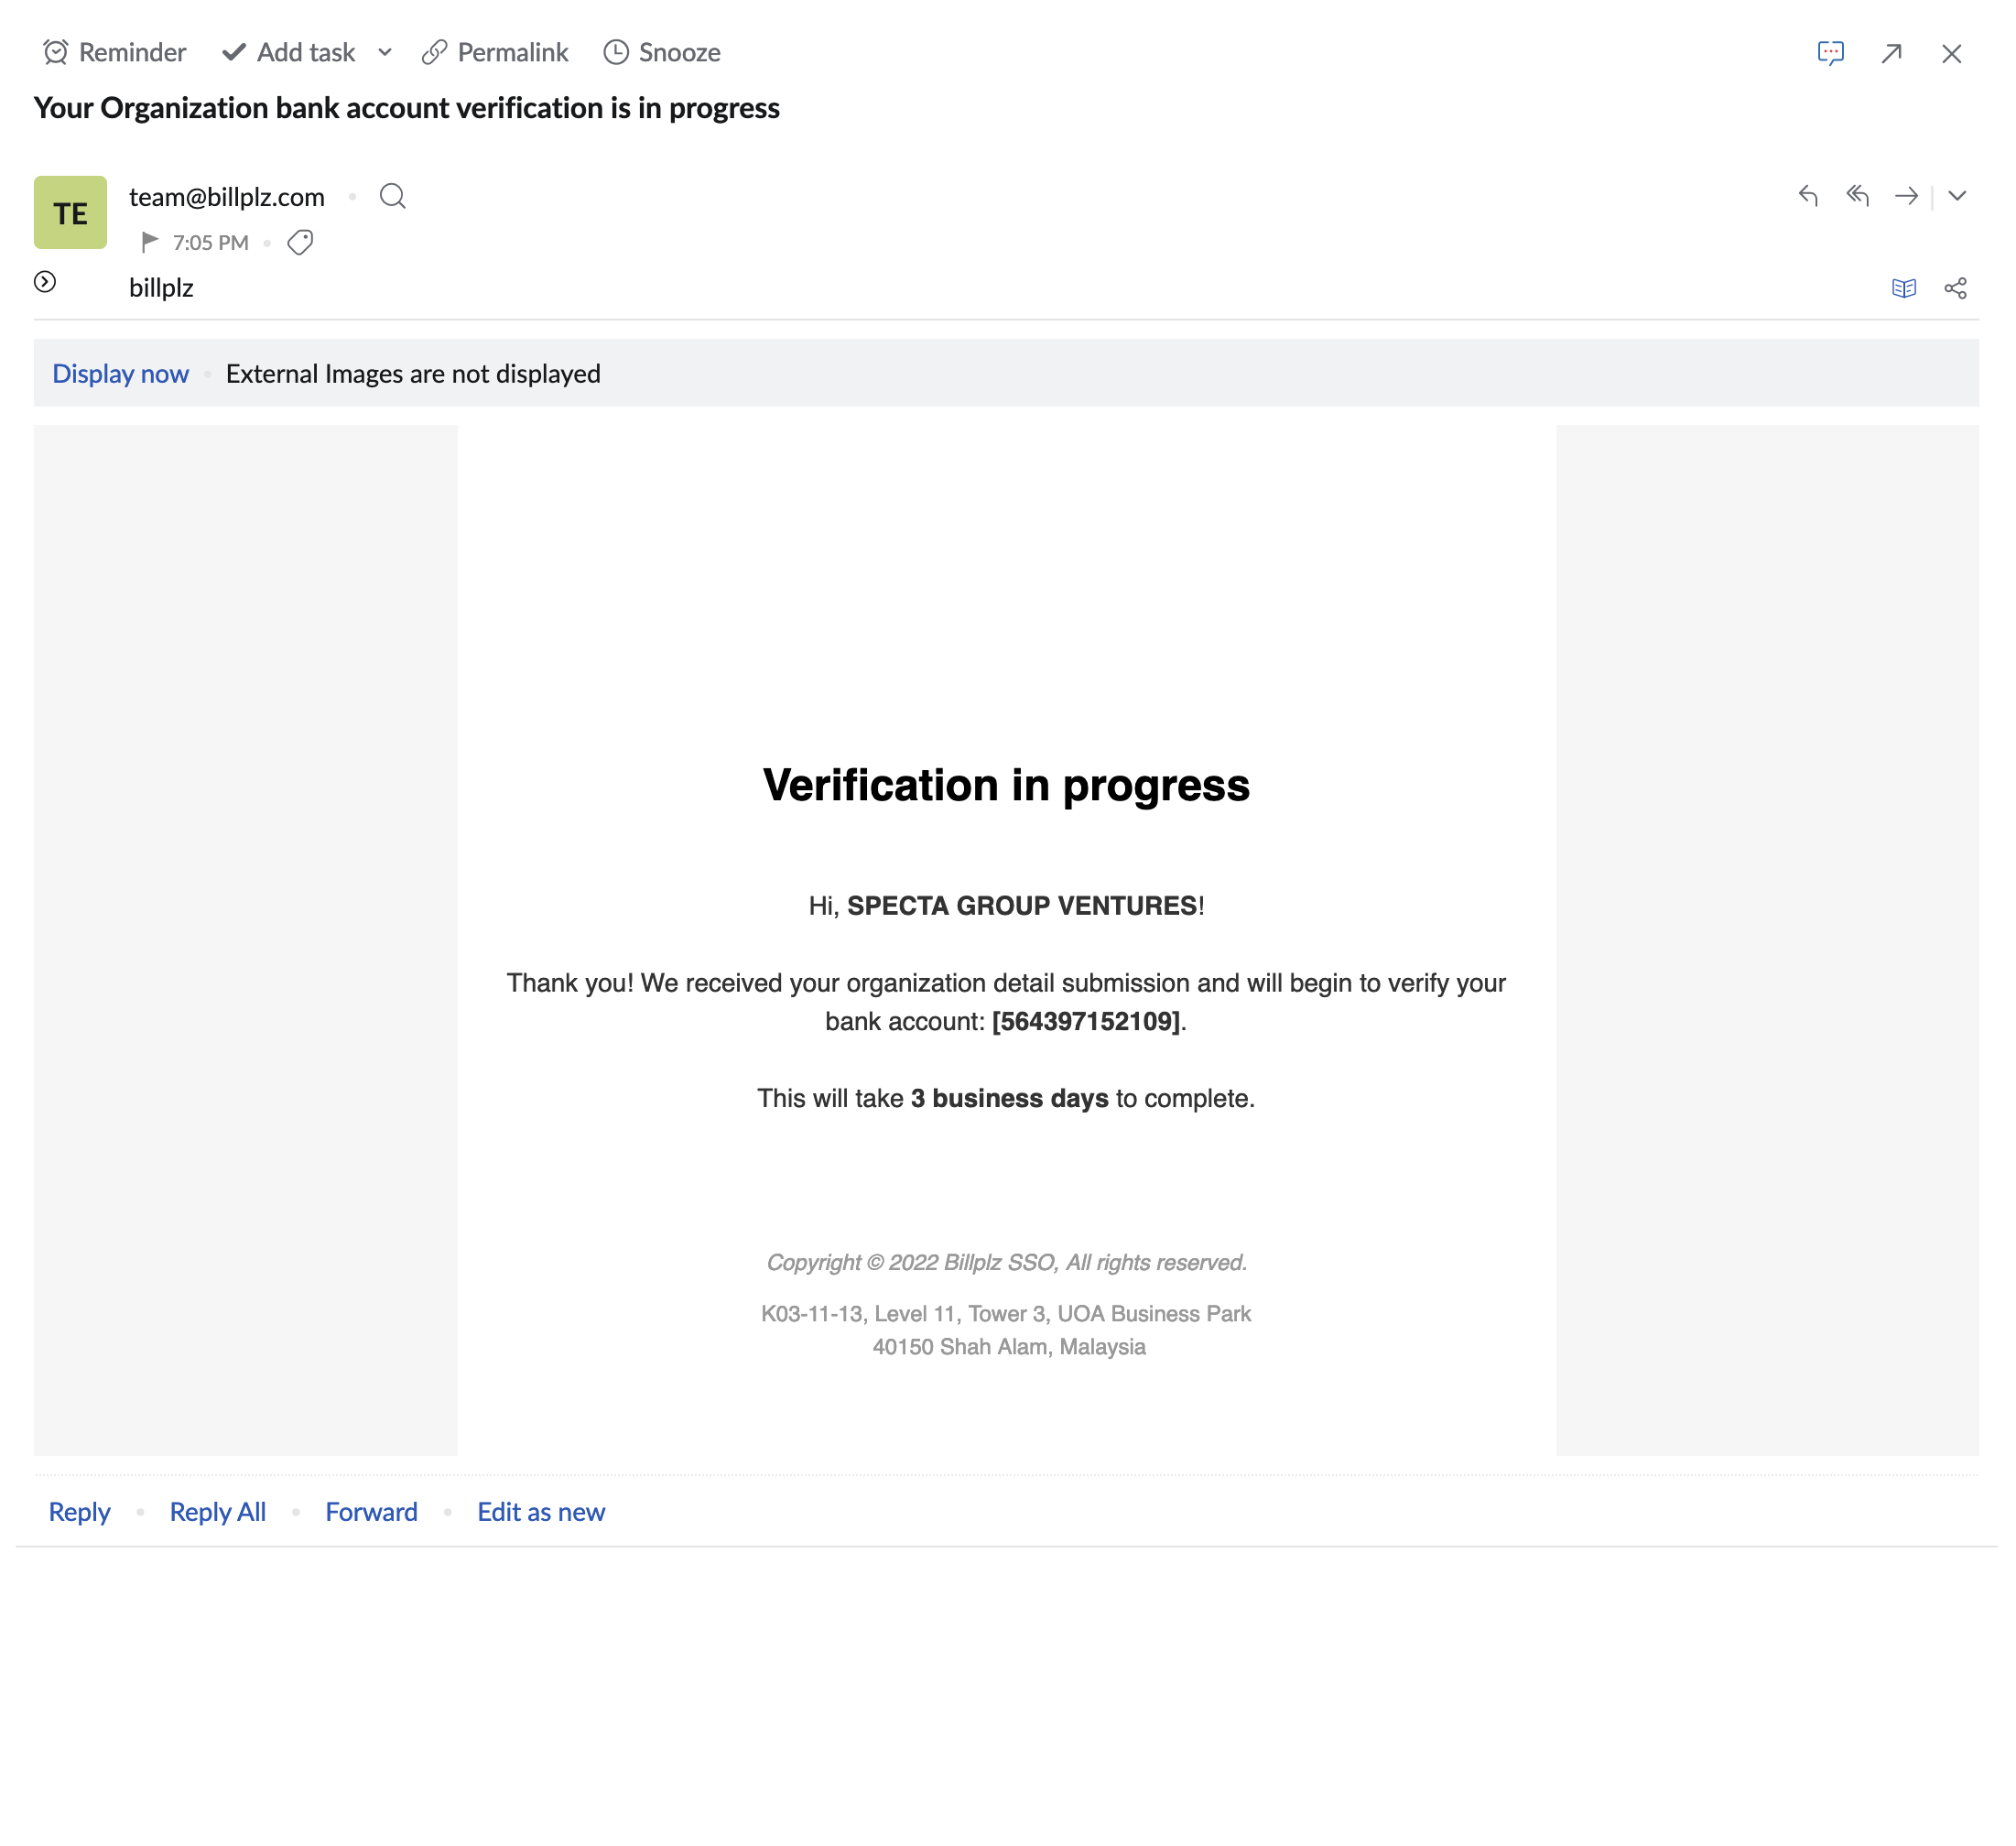 Reminder Add task Permalink Snooze
Your Organization bank account verification is in progress
TE
team@billplz.com
7:05 PM
billplz
Display now External Images are not displayed
Verification in progress
Hi, SPECTA GROUP VENTURES!
Thank you! We received your organization detail submission and will begin to verify your
bank account: [564397152109].
This will take 3 business days to complete.
Copyright © 2022 Billplz SSO, All rights reserved.
K03-11-13, Level 11, Tower 3, UOA Business Park
40150 Shah Alam, Malaysia
Reply Reply All Forward Edit as new